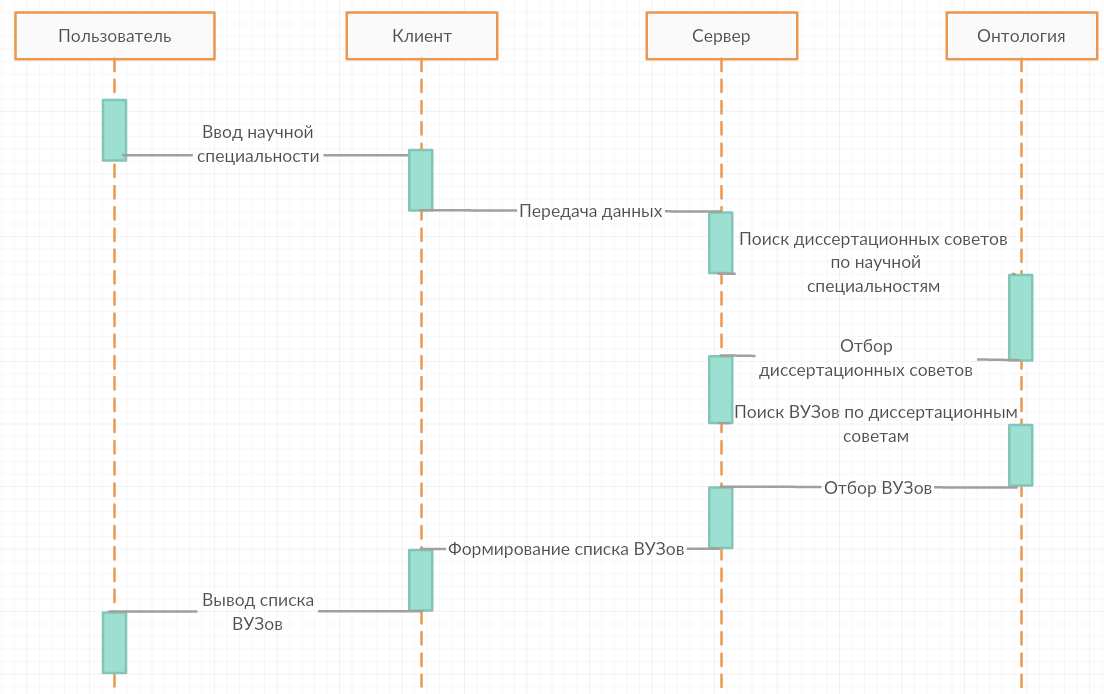 Пользователь
Клиент
Сервер
Онтология
Ввод научной
специальности
Передача данных
Поиск диссертационных советов
по научной
специальностям
Отбор
диссертационных советов
Поиск ВУЗов по диссертационным
советам
Отбор ВУЗов
Формирование списка ВУЗов
Вывод списка
ВУЗов